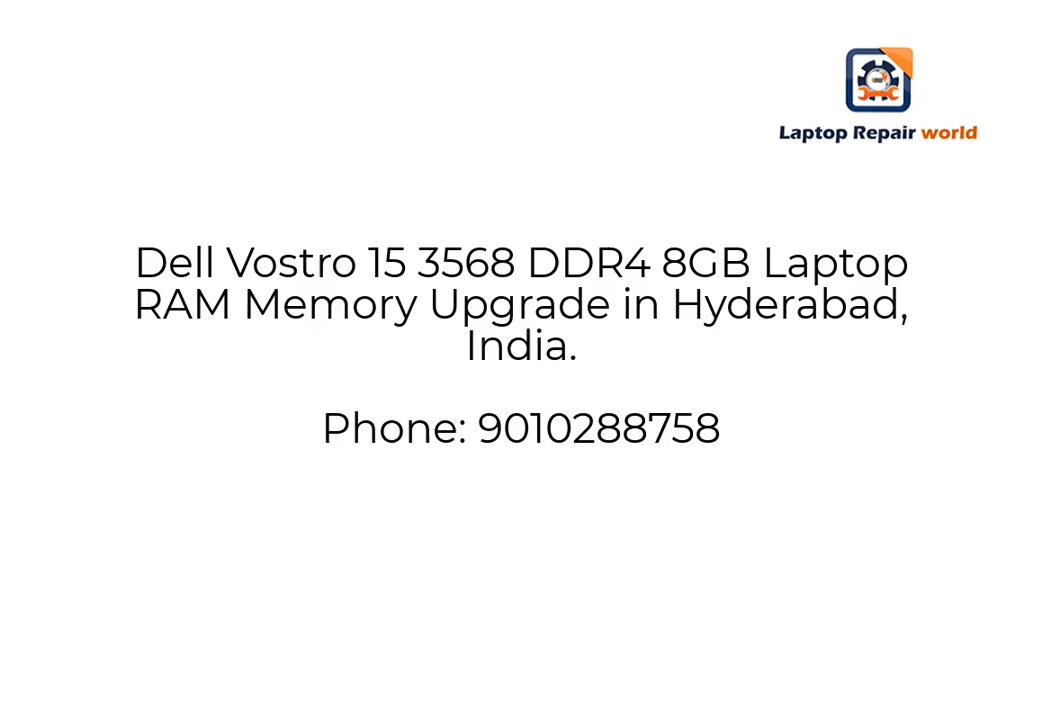 Laptop Repair world
Dell Vostro 15 3568 DDR4 8GB Laptop
RAM Memory Upgrade in Hyderabad,
India.
Phone: 9010288758